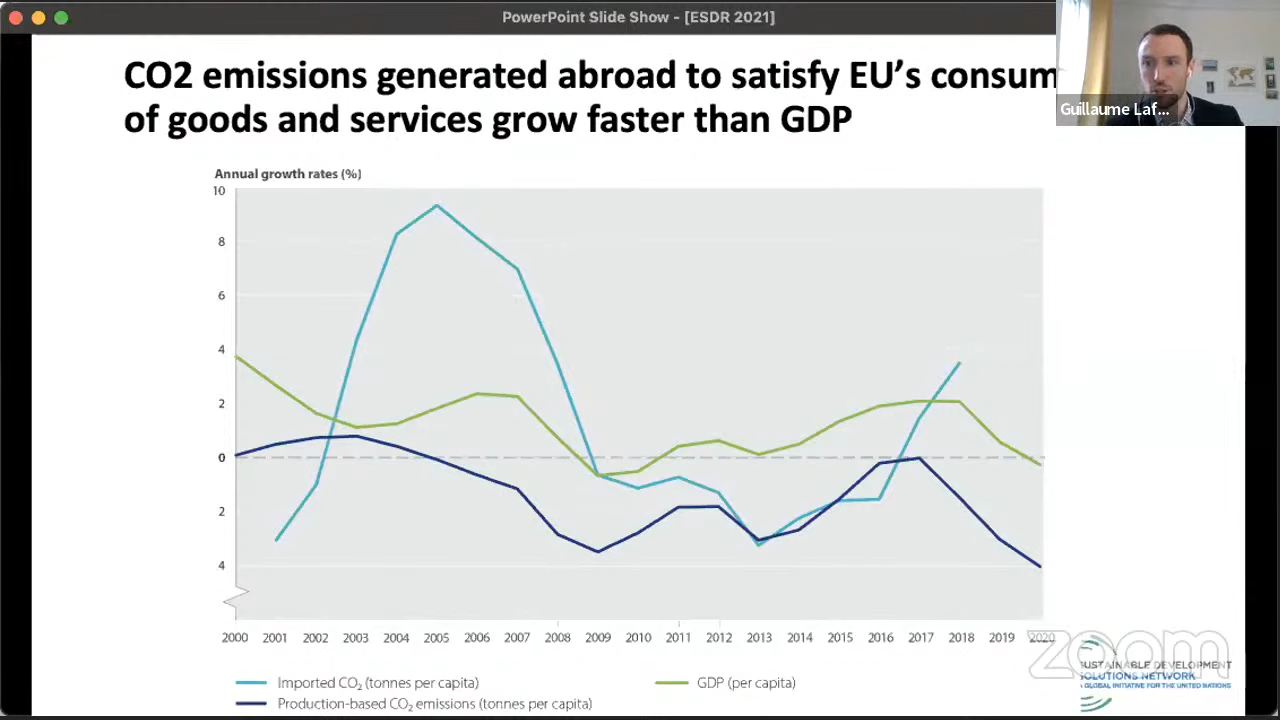 PowerPoint Slide Show - [ESDR 2021]
CO2 emissions generated abroad to satisfy EU's consum
of goods and services grow faster than GDP
Guillaume Laf...
Annual growth rates (%)
10
8
6
4
2
0
2
4
2000 2001 2002 2003 2004 2005 2006 2007 2008 2009 2010 2011 2012 2013 2014 2015 2016 2017 2018 2019 2020
zoom
SUSTAINABLE DEVELOPMENT
SOLUTIONS NETWORK
A GLOBAL INITIATIVE FOR THE UNITED NATIONS
Imported CO₂ (tonnes per capita)
GDP (per capita)
Production-based CO₂ emissions (tonnes per capita)